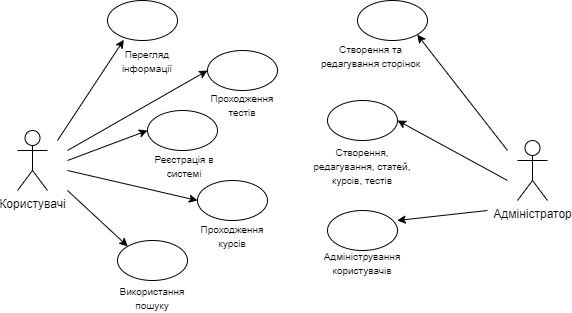 Перегляд
інформації
Проходження
тестів
Реєстрація в
системі
Користувачі
Проходження
курсів
Використання
пошуку
Створення та
редагування сторінок
Створення,
редагування, статей,
курсів, тестів
Адміністратор
Адміністрування
користувачів